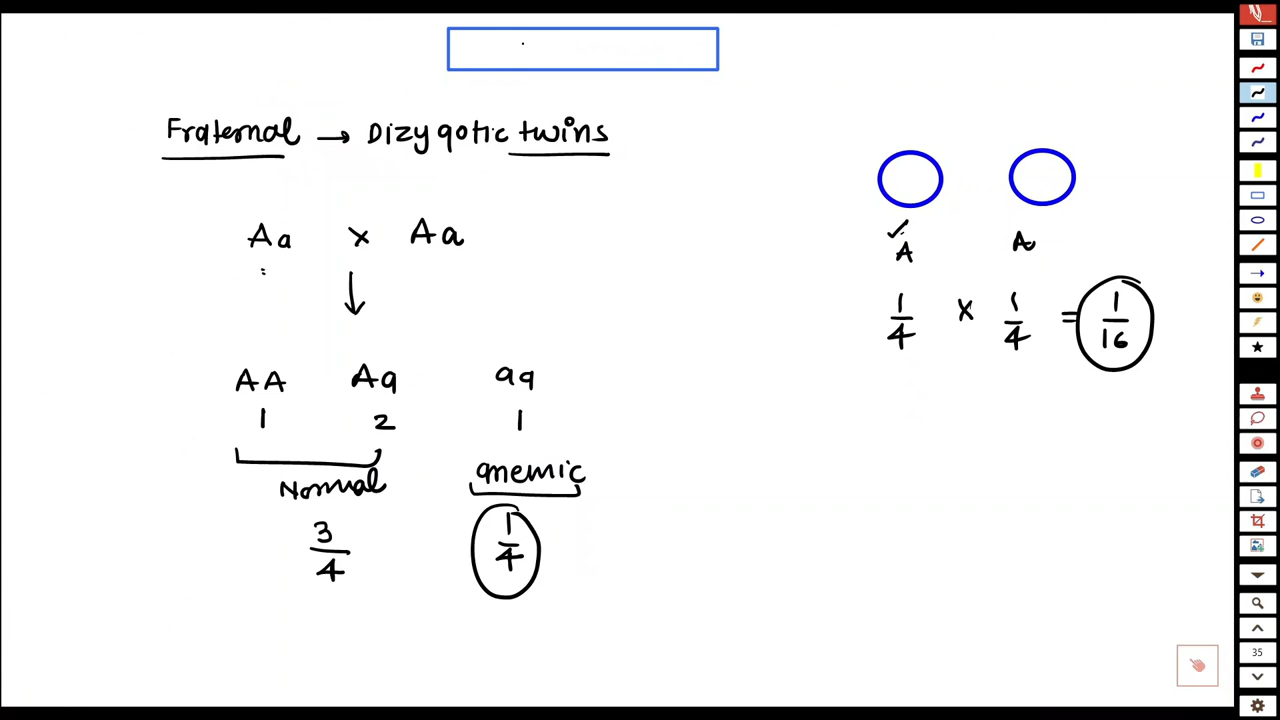 Fraternal → Dizygotic twins
Aa x Aa
AA Aa aa
1 2 1
Normal anemic
3/4 1/4
A A
1/4 x 1/4 = 1/16
35